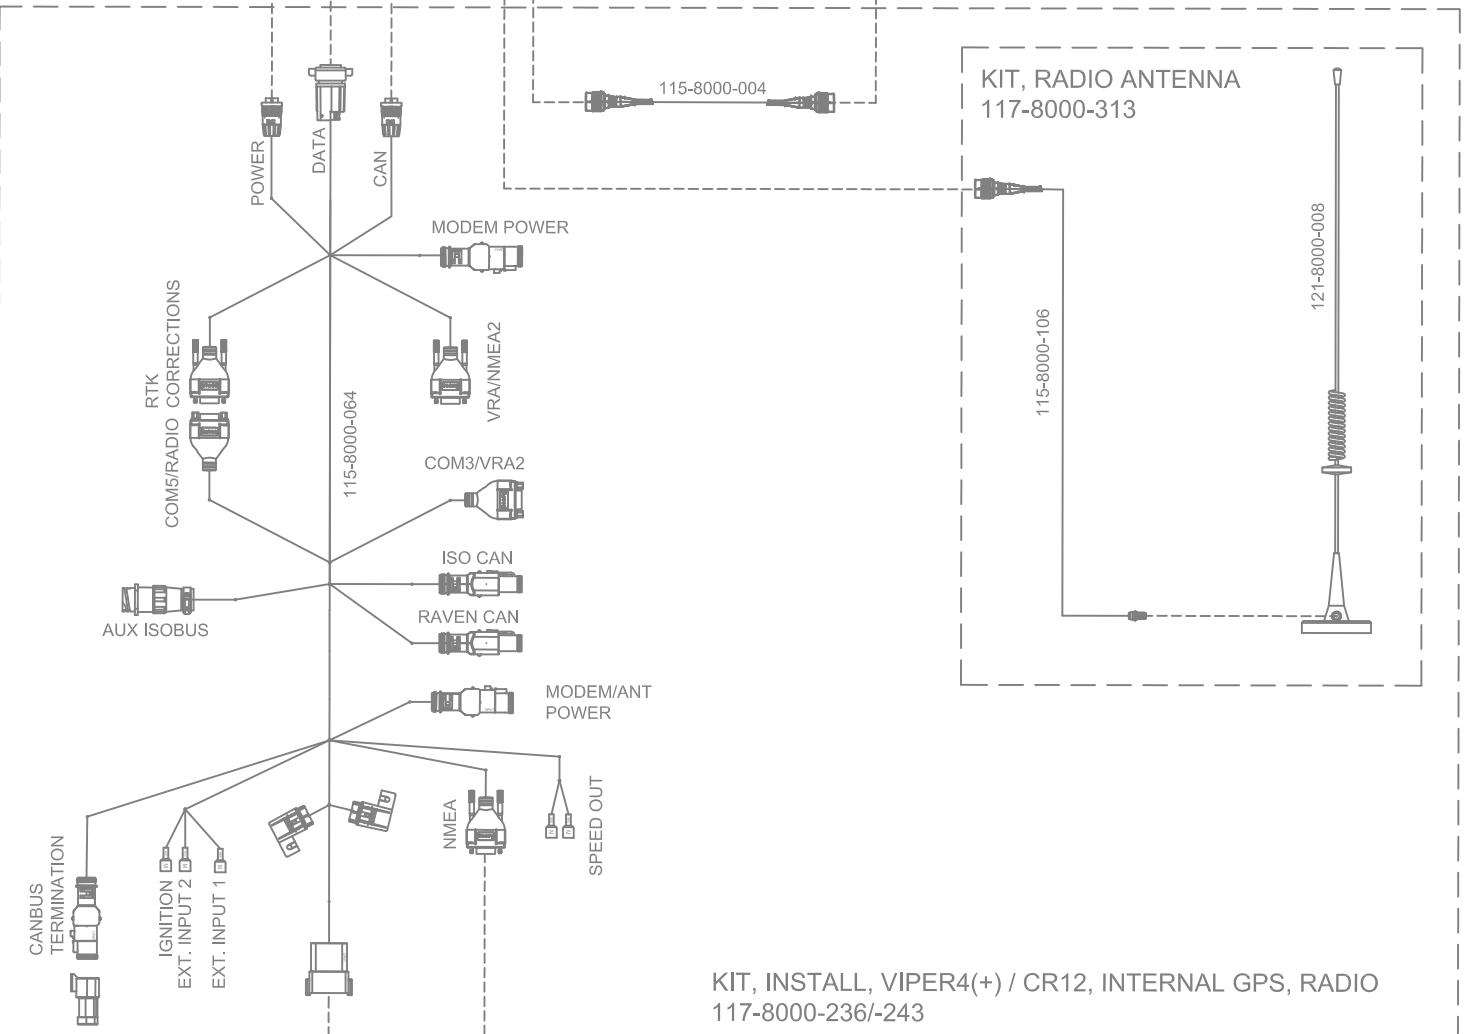 115-8000-004
KIT, RADIO ANTENNA
117-8000-313
POWER
DATA
CAN
MODEM POWER
121-8000-008
RTK
COM5/RADIO CORRECTIONS
VRA/NMEA2
115-8000-106
115-8000-064
COM3/VRA2
ISO CAN
AUX ISOBUS
RAVEN CAN
MODEM/ANT
POWER
NMEA
SPEED OUT
CANBUS
TERMINATION
IGNITION
EXT. INPUT 2
EXT. INPUT 1
KIT, INSTALL, VIPER4(+) / CR12, INTERNAL GPS, RADIO
117-8000-236/-243